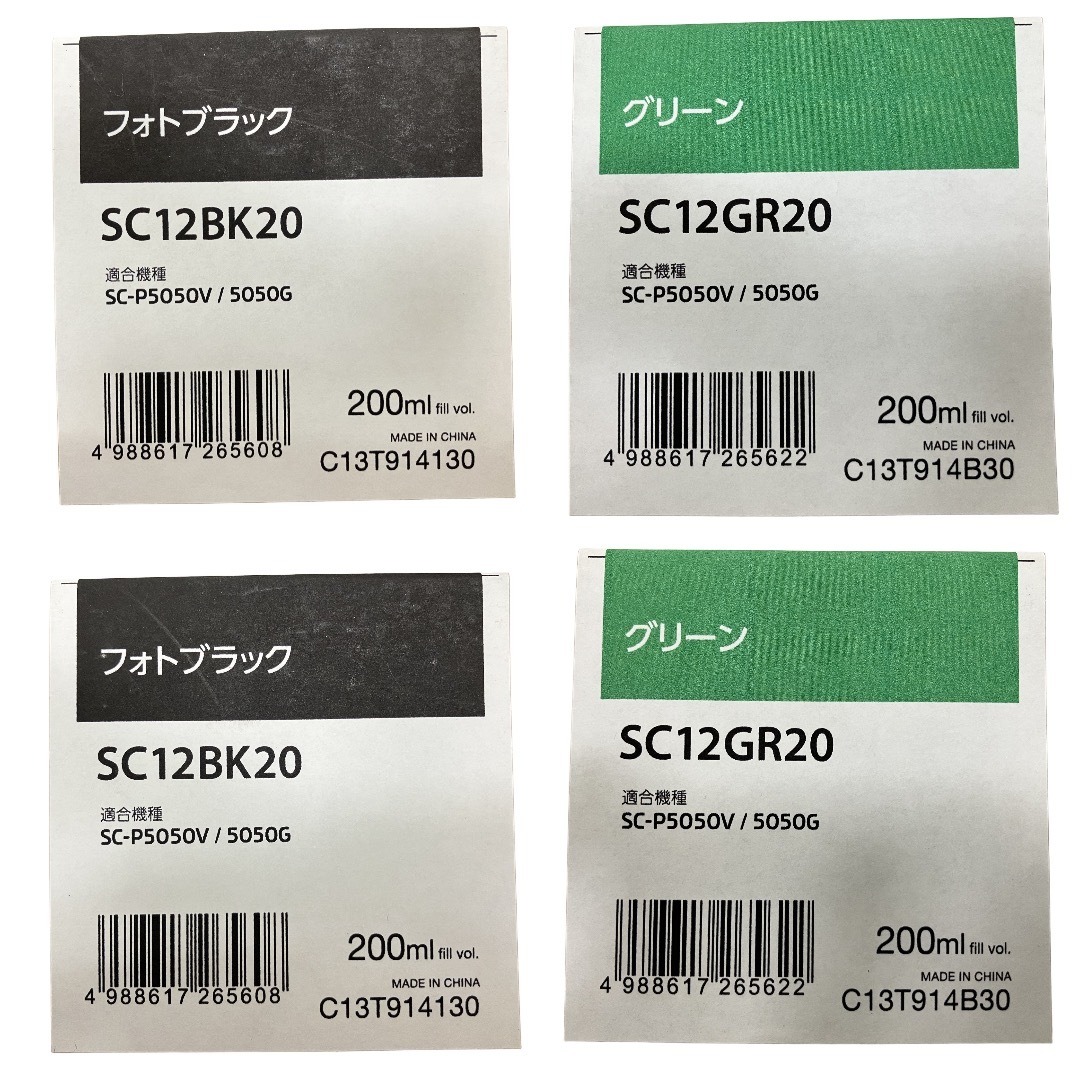 フォトブラック
SC12BK20
適合機種
SC-P5050V / 5050G
200ml fill vol.
MADE IN CHINA
4 988617 265608
C13T914130
グリーン
SC12GR20
適合機種
SC-P5050V / 5050G
200ml fill vol.
MADE IN CHINA
4 988617 265622
C13T914B30
フォトブラック
SC12BK20
適合機種
SC-P5050V / 5050G
200ml fill vol.
MADE IN CHINA
4 988617 265608
C13T914130
グリーン
SC12GR20
適合機種
SC-P5050V / 5050G
200ml fill vol.
MADE IN CHINA
4 988617 265622
C13T914B30